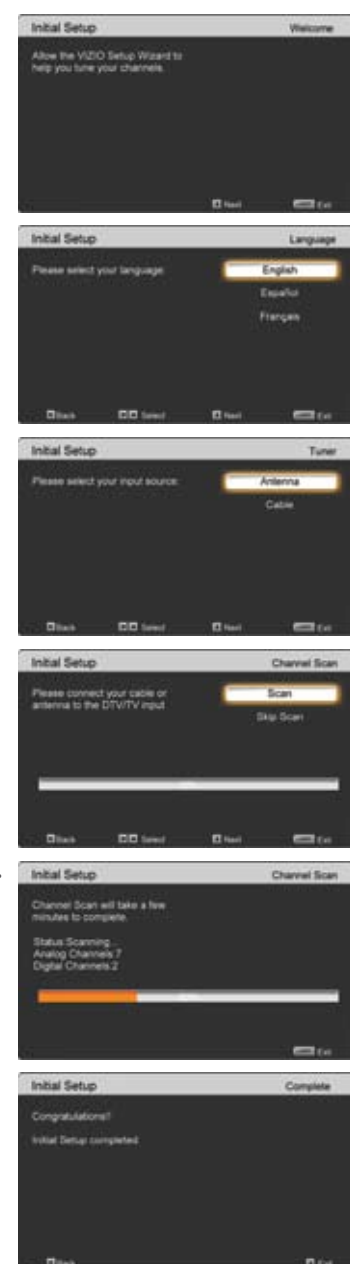 Initial Setup Welcome
Allow the VIZIO Setup Wizard to
help you tune your channels.
Next Exit
Initial Setup Language
Please select your language: English
Español
Français
Back Select Next Exit
Initial Setup Tuner
Please select your input source: Antenna
Cable
Back Select Next Exit
Initial Setup Channel Scan
Please connect your cable or Scan
antenna to the DTV/TV input
Skip Scan
Back Select Next Exit
Initial Setup Channel Scan
Channel Scan will take a few
minutes to complete.
Status:Scanning...
Analog Channels:7
Digital Channels:2
Exit
Initial Setup Complete
Congratulations!
Initial Setup completed
Back Exit